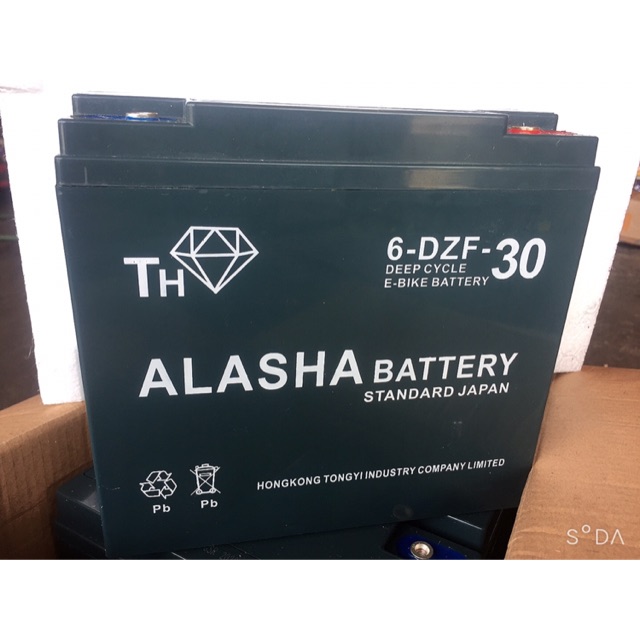 TH
6-DZF-30
DEEP CYCLE
E-BIKE BATTERY
ALASHA BATTERY
STANDARD JAPAN
HONGKONG TONGYI INDUSTRY COMPANY LIMITED
Pb
Pb
SODA